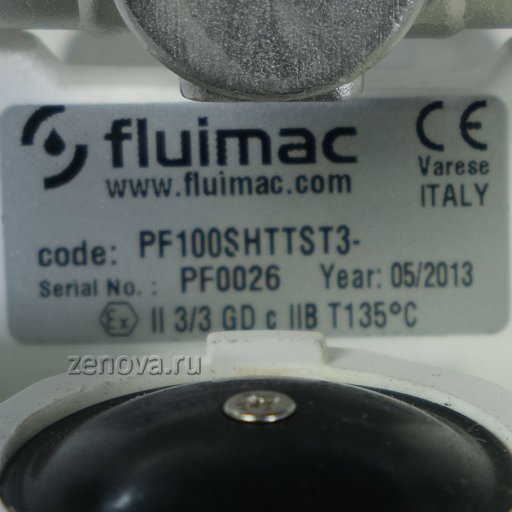 fluimac
www.fluimac.com
CE
Varese
ITALY
code: PF100SHTTST3-
Serial No. : PF0026 Year: 05/2013
Ex II 3/3 GD c IIB T135°C
zenova.ru